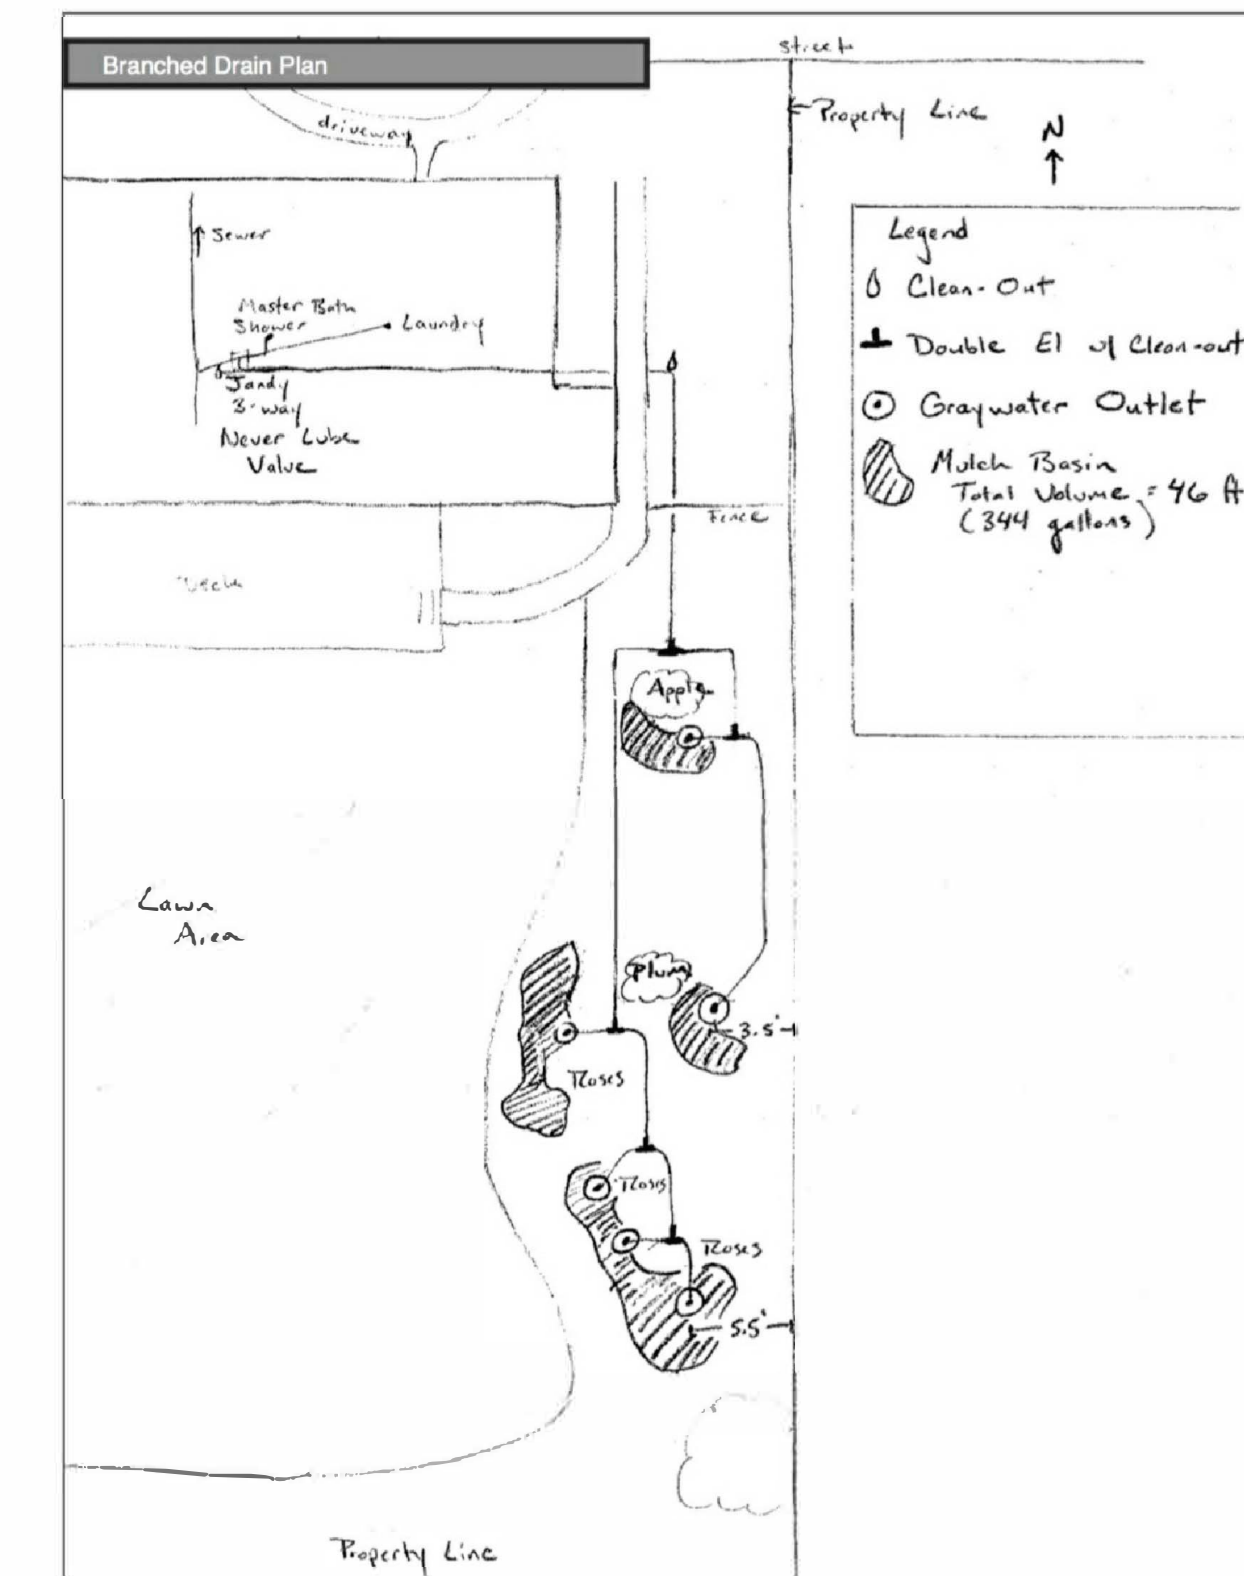 Branched Drain Plan
Street
Property Line
driveway
N
Sewer
Master Bath
Shower
Laundry
Jandy
3-way
Never Lube
Valve
Legend
Clean-Out
Double El w/ Clean-out
Graywater Outlet
Mulch Basin
Total Volume = 46 ft
(344 gallons)
Fence
Apple
Lawn
Area
Plum
3.5'
Roses
Roses
Roses
5.5'
Property Line